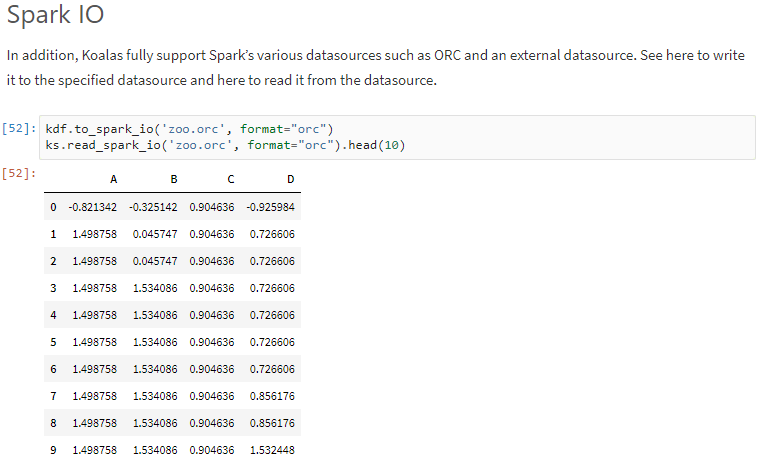 Spark IO
In addition, Koalas fully support Spark's various datasources such as ORC and an external datasource. See here to write
it to the specified datasource and here to read it from the datasource.
[52]: kdf.to_spark_io('zoo.orc', format="orc")
ks.read_spark_io('zoo.orc', format="orc").head(10)
[52]:
A B C D
0 -0.821342 -0.325142 0.904636 -0.925984
1 1.498758 0.045747 0.904636 0.726606
2 1.498758 0.045747 0.904636 0.726606
3 1.498758 1.534086 0.904636 0.726606
4 1.498758 1.534086 0.904636 0.726606
5 1.498758 1.534086 0.904636 0.726606
6 1.498758 1.534086 0.904636 0.726606
7 1.498758 1.534086 0.904636 0.856176
8 1.498758 1.534086 0.904636 0.856176
9 1.498758 1.534086 0.904636 1.532448